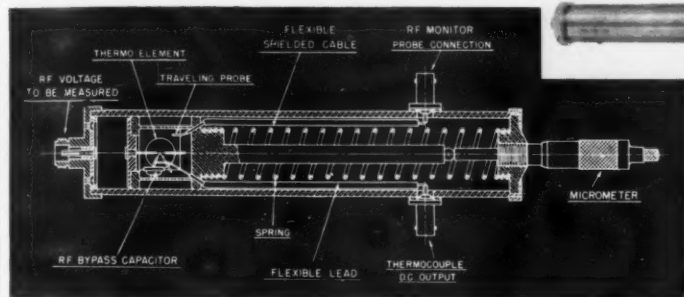 FLEXIBLE
SHIELDED CABLE
RF MONITOR
PROBE CONNECTION
THERMO ELEMENT
TRAVELING PROBE
RF VOLTAGE
TO BE MEASURED
MICROMETER
SPRING
RF BYPASS CAPACITOR
FLEXIBLE LEAD
THERMOCOUPLE
DC OUTPUT